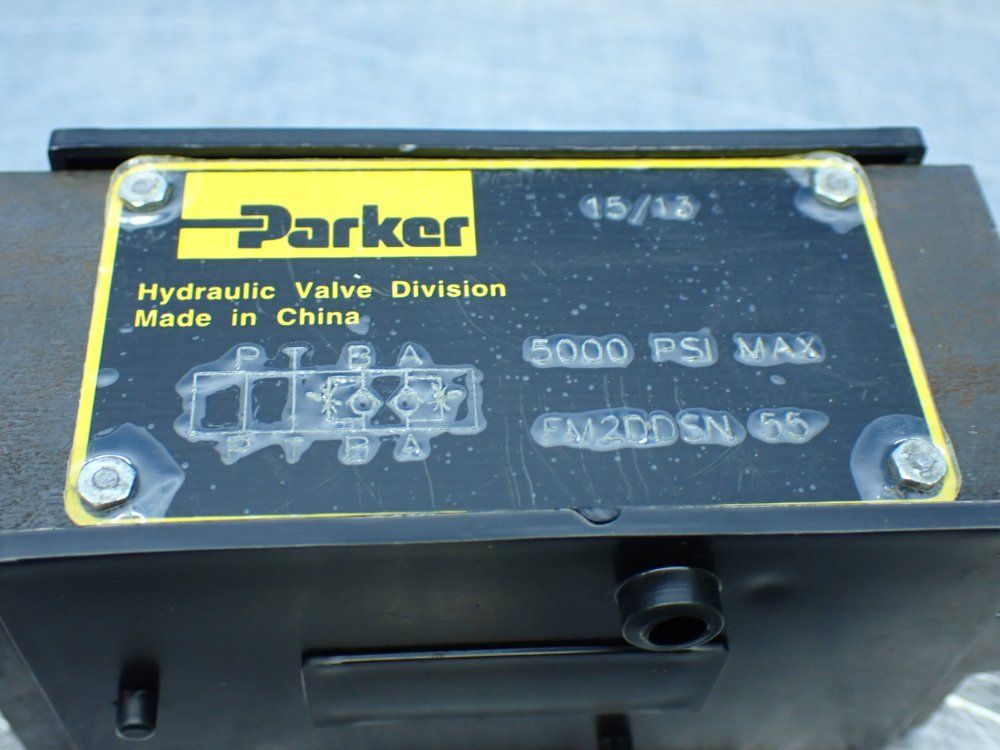 Parker
15/13
Hydraulic Valve Division
Made in China
P T B A
5000 PSI MAX
P T B A
FM2DDSN 55